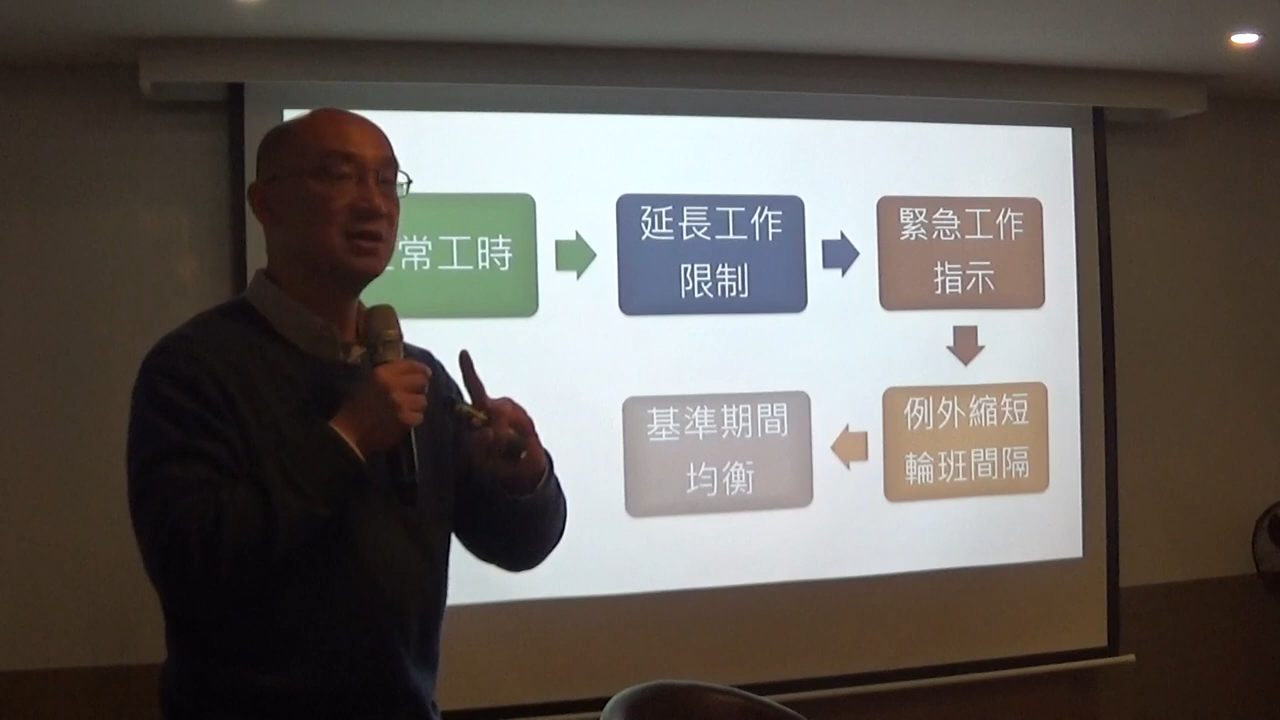 常工時
延長工作
限制
緊急工作
指示
例外縮短
輪班間隔
基準期間
均衡